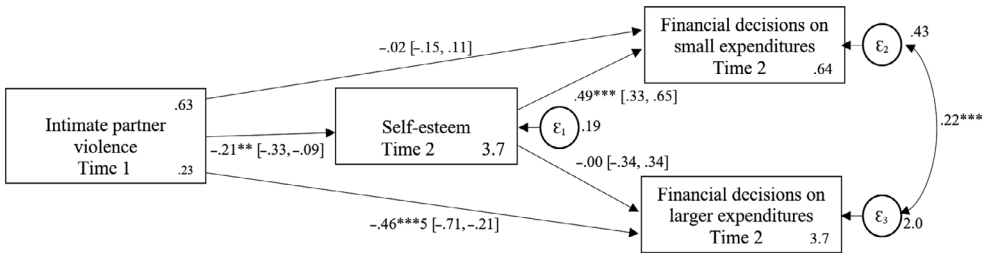 Financial decisions on
small expenditures
Time 2
.64
ε2
.43
–.02 [–.15, .11]
.63
Intimate partner
violence
Time 1
.23
–.21** [–.33,–.09]
Self-esteem
Time 2
3.7
.49*** [.33, .65]
ε1
.19
.22***
–.00 [–.34, .34]
–.46***5 [–.71,–.21]
Financial decisions on
larger expenditures
Time 2
3.7
ε3
2.0